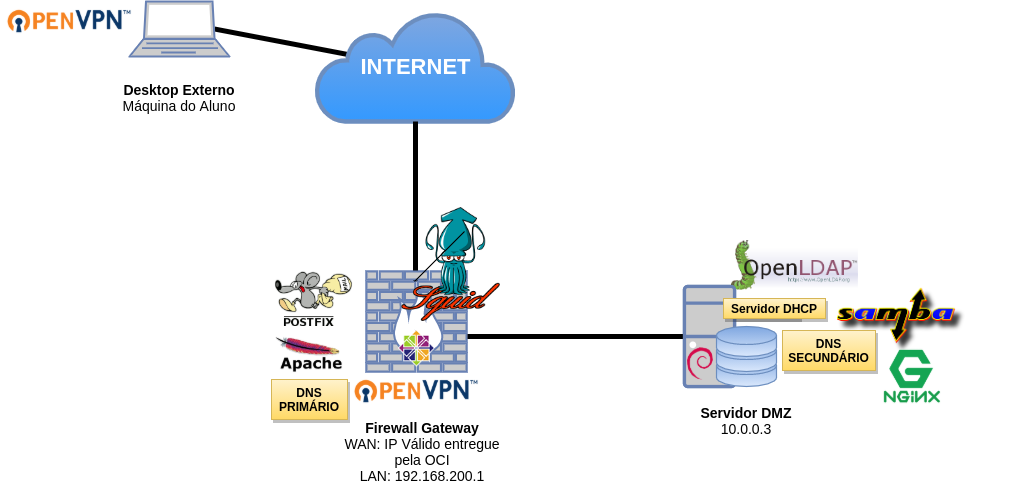 OPENVPN™
Desktop Externo
Máquina do Aluno
INTERNET
POSTFIX
Apache
DNS
PRIMÁRIO
Squid
OPENVPN™
Firewall Gateway
WAN: IP Válido entregue
pela OCI
LAN: 192.168.200.1
OpenLDAP™
Servidor DHCP
samba
DNS
SECUNDÁRIO
NGiNX
Servidor DMZ
10.0.0.3